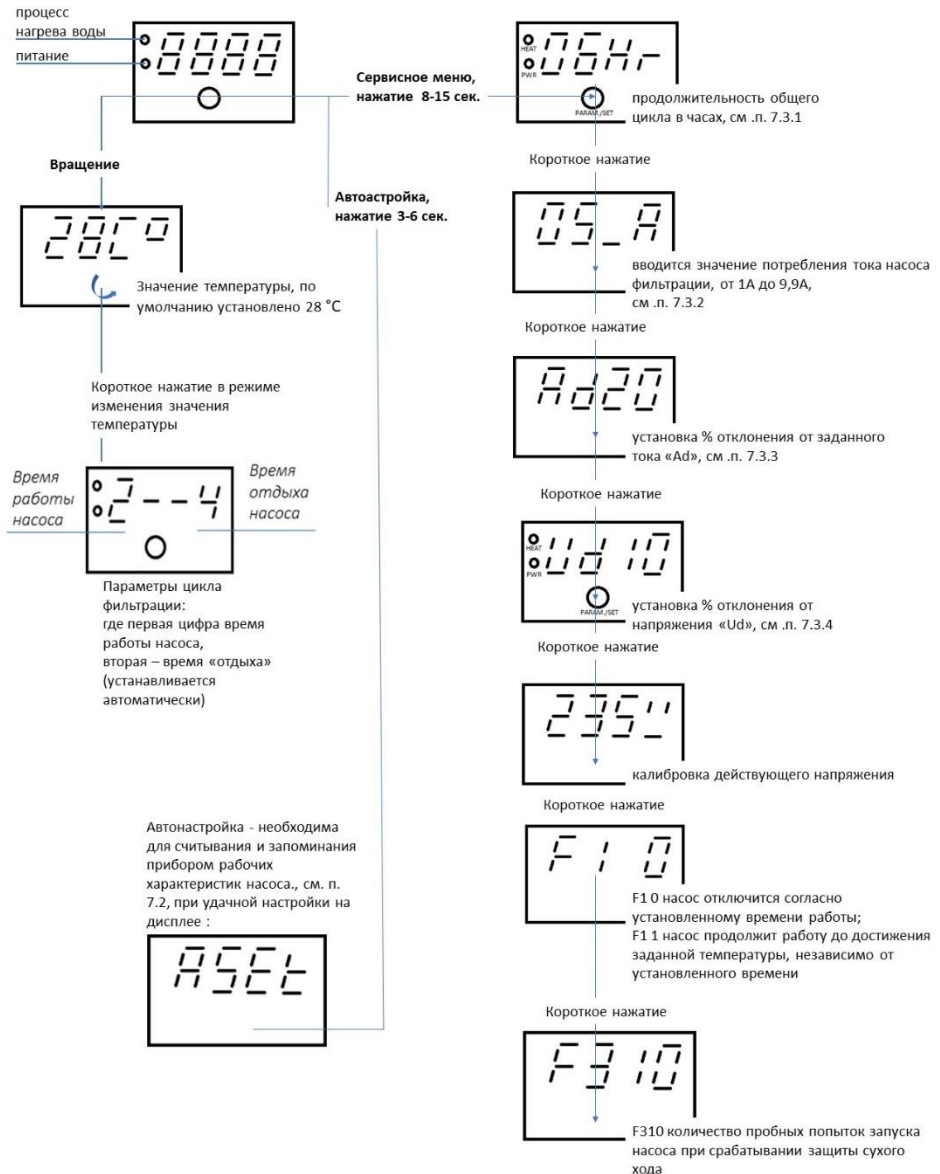 процесс
нагрева воды
питание
8888
Сервисное меню,
нажатие 8-15 сек.
HEAT
PWR
06Hr
PARAM./SET
продолжительность общего
цикла в часах, см .п. 7.3.1
Вращение
Автоастройка,
нажатие 3-6 сек.
28C°
Значение температуры, по
умолчанию установлено 28 °C
Короткое нажатие в режиме
изменения значения
температуры
Время
работы
насоса
2--4
Время
отдыха
насоса
Параметры цикла
фильтрации:
где первая цифра время
работы насоса,
вторая – время «отдыха»
(устанавливается
автоматически)
Автонастройка - необходима
для считывания и запоминания
прибором рабочих
характеристик насоса., см. п.
7.2, при удачной настройки на
дисплее :
ASEt
Короткое нажатие
05_A
вводится значение потребления тока насоса
фильтрации, от 1А до 9,9А,
см .п. 7.3.2
Короткое нажатие
Ad20
установка % отклонения от заданного
тока «Ad», см .п. 7.3.3
Короткое нажатие
HEAT
PWR
Ud 10
PARAM./SET
установка % отклонения от
напряжения «Ud», см .п. 7.3.4
Короткое нажатие
235
калибровка действующего напряжения
Короткое нажатие
F1 0
F1 0 насос отключится согласно
установленному времени работы;
F1 1 насос продолжит работу до достижения
заданной температуры, независимо от
установленного времени
Короткое нажатие
F310
F310 количество пробных попыток запуска
насоса при срабатывании защиты сухого
хода